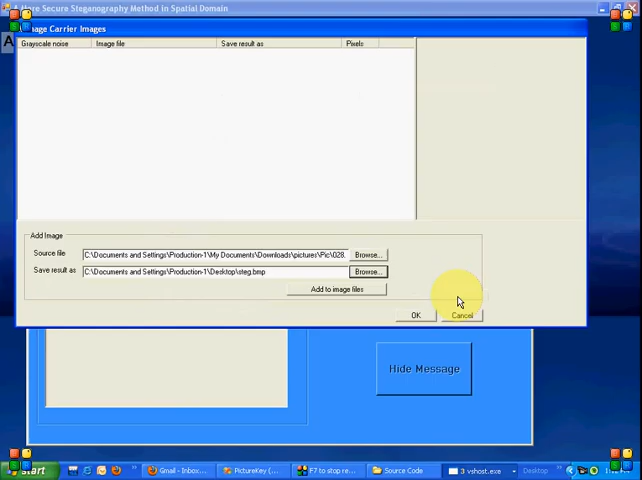 A More Secure Steganography Method in Spatial Domain
Image Carrier Images
Grayscale noise Image file Save result as Pixels
A
Add Image
Source file C:\Documents and Settings\Production-1\My Documents\Downloads\pictures\Pic\028. Browse...
Save result as C:\Documents and Settings\Production-1\Desktop\steg.bmp Browse...
Add to image files
OK Cancel
Hide Message
start Gmail - Inbox... PictureKey (... F7 to stop re... Source Code 3 vshost.exe Desktop